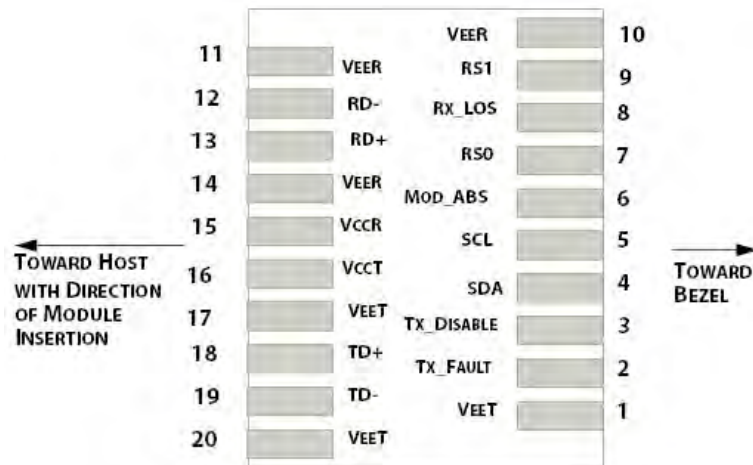 11 VEER
12 RD-
13 RD+
14 VEER
15 VCCR
16 VCCT
17 VEET
18 TD+
19 TD-
20 VEET
VEER 10
RS1 9
RX_LOS 8
RS0 7
MOD_ABS 6
SCL 5
SDA 4
TX_DISABLE 3
TX_FAULT 2
VEET 1
TOWARD HOST
WITH DIRECTION
OF MODULE
INSERTION
TOWARD
BEZEL